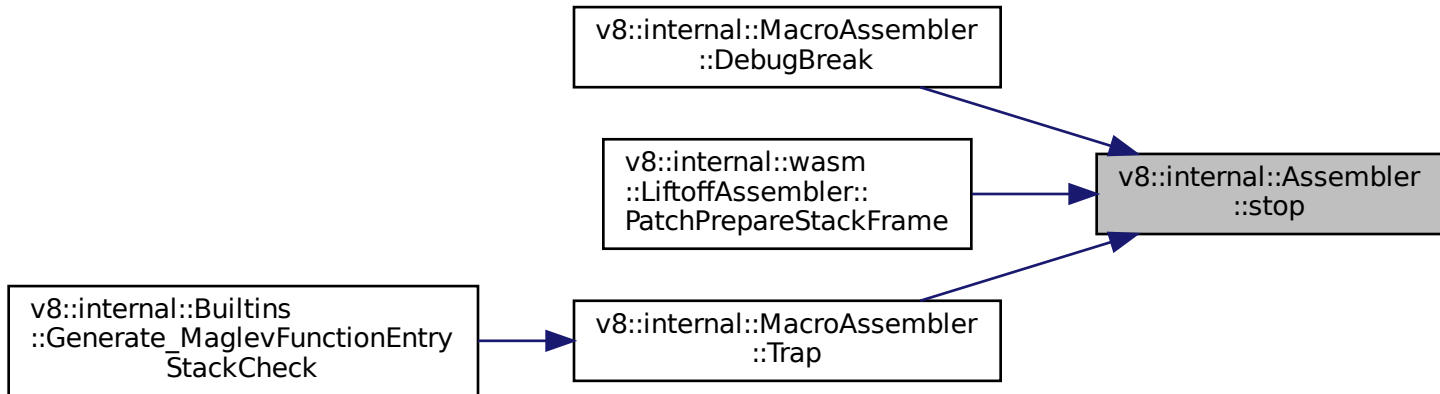 v8::internal::MacroAssembler
::DebugBreak
v8::internal::wasm
::LiftoffAssembler::
PatchPrepareStackFrame
v8::internal::Assembler
::stop
v8::internal::Builtins
::Generate_MaglevFunctionEntry
StackCheck
v8::internal::MacroAssembler
::Trap